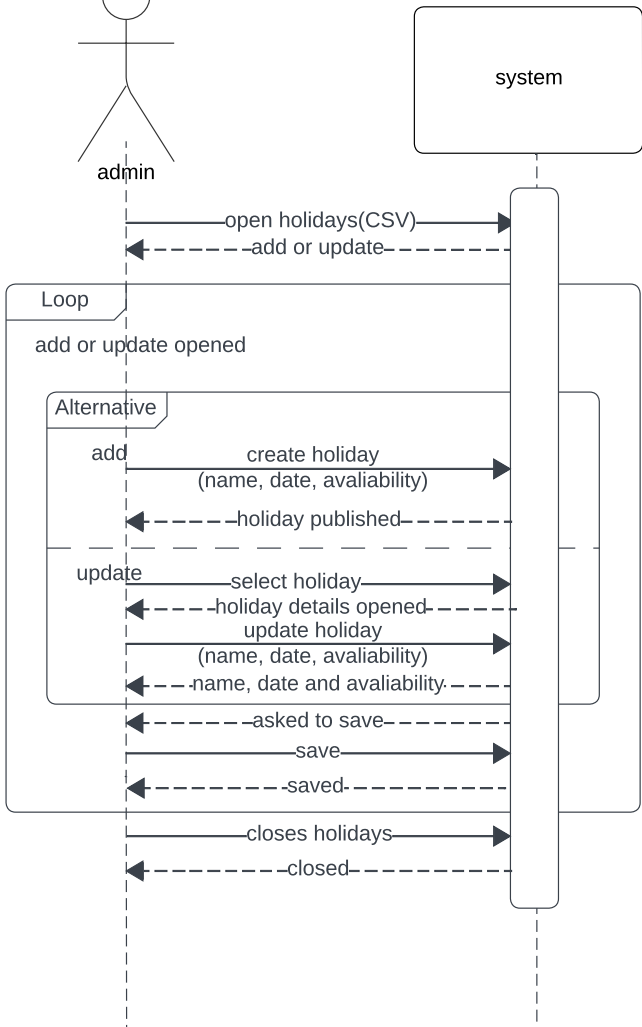 system
admin
open holidays(CSV)
add or update
Loop
add or update opened
Alternative
add
create holiday
(name, date, avaliability)
holiday published
update
select holiday
holiday details opened
update holiday
(name, date, avaliability)
name, date and avaliability
asked to save
save
saved
closes holidays
closed